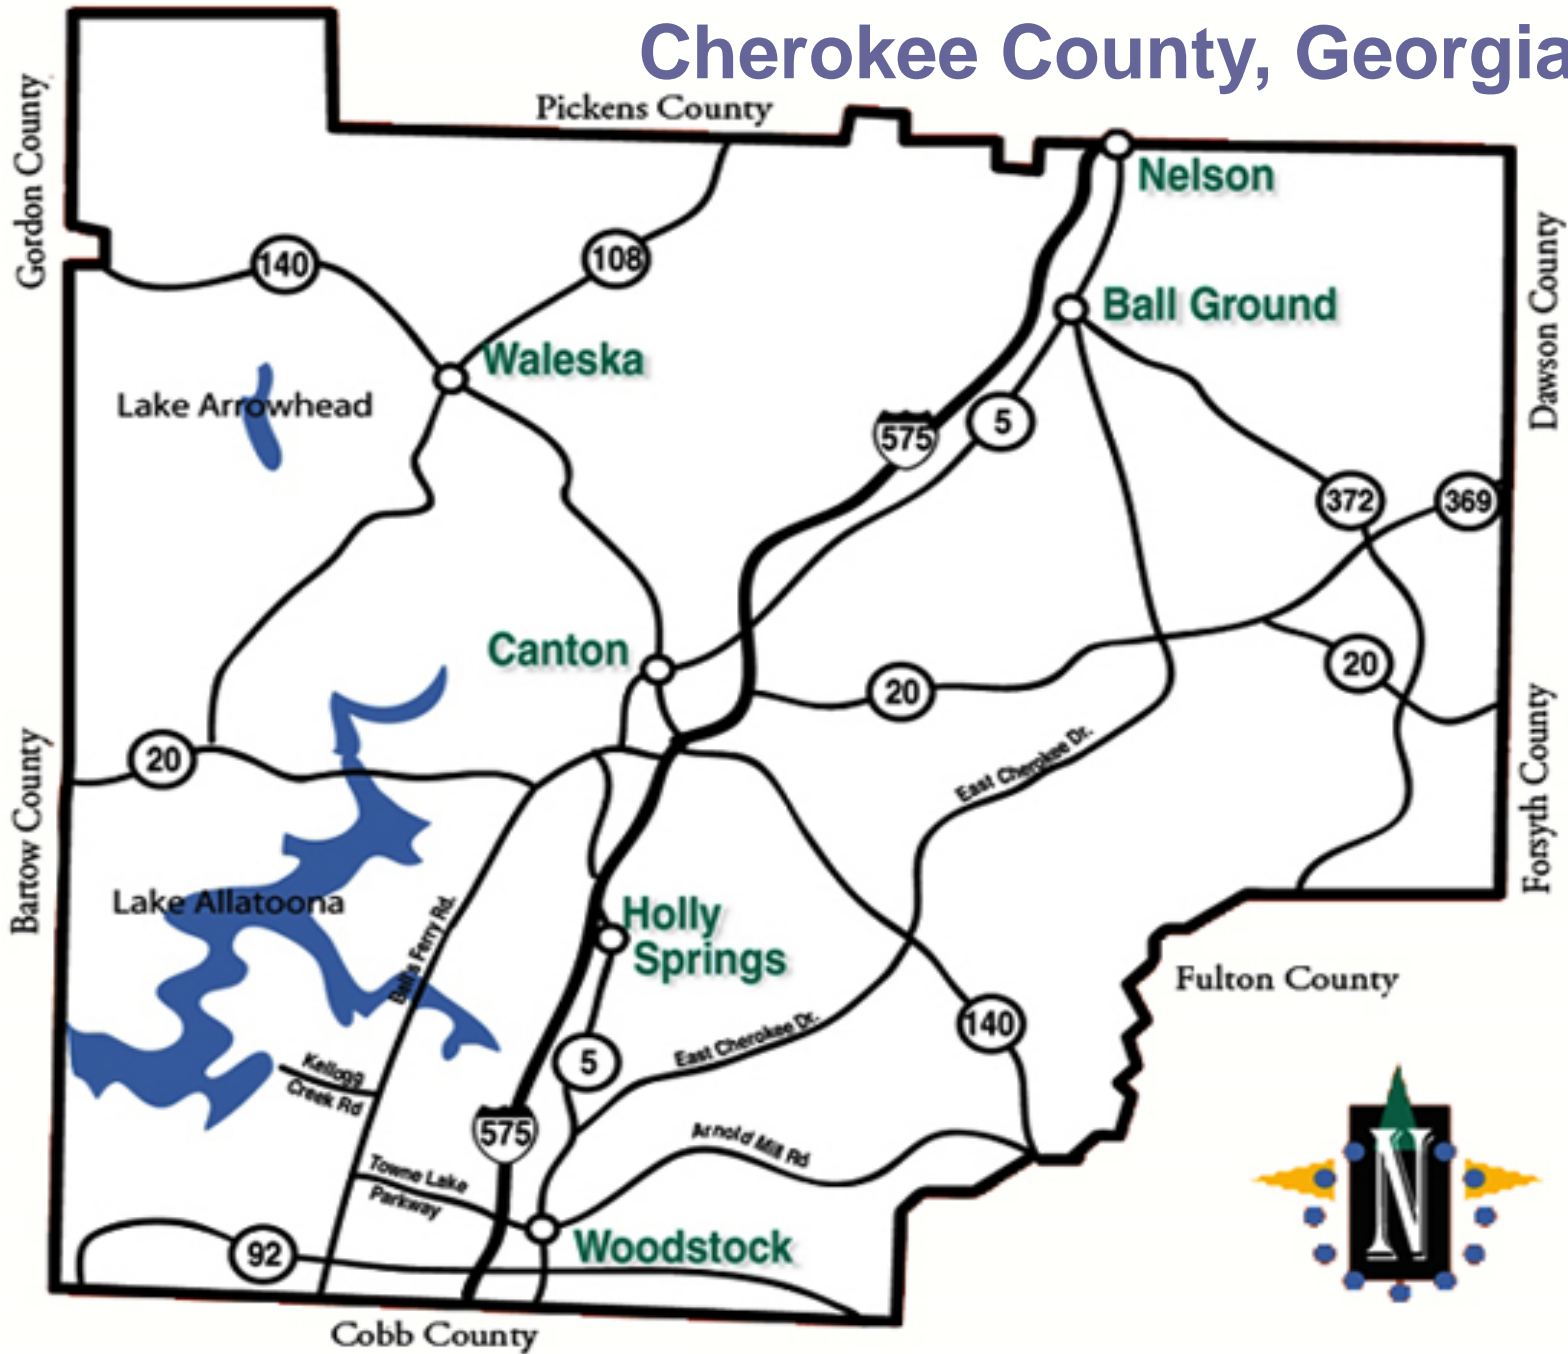 Cherokee County, Georgia
Pickens County
Gordon County
Nelson
140
108
Ball Ground
Dawson County
Waleska
Lake Arrowhead
575
5
372
369
Canton
20
20
20
East Cherokee Dr.
Bartow County
Forsyth County
Lake Allatoona
Bells Ferry Rd.
Holly
Springs
Fulton County
140
East Cherokee Dr.
5
Kellogg
Creek Rd
575
Arnold Mill Rd
Towne Lake
Parkway
N
92
Woodstock
Cobb County